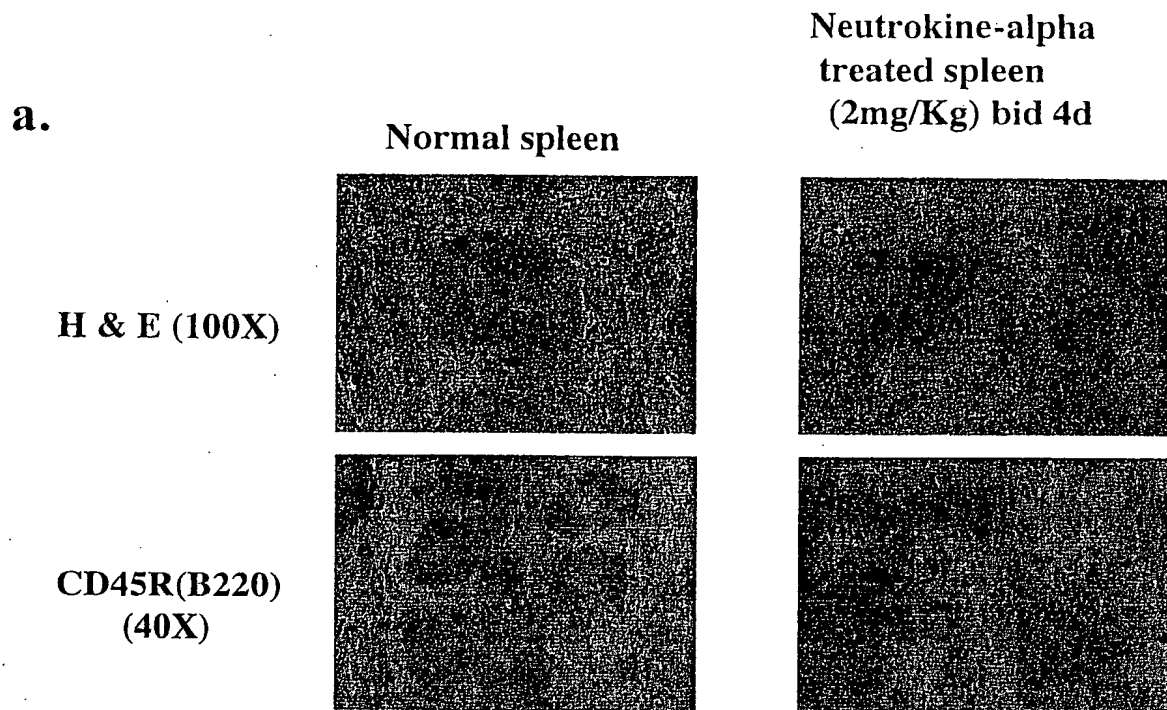 a.
Normal spleen
Neutrokine-alpha
treated spleen
(2mg/Kg) bid 4d
H & E (100X)
CD45R(B220)
(40X)